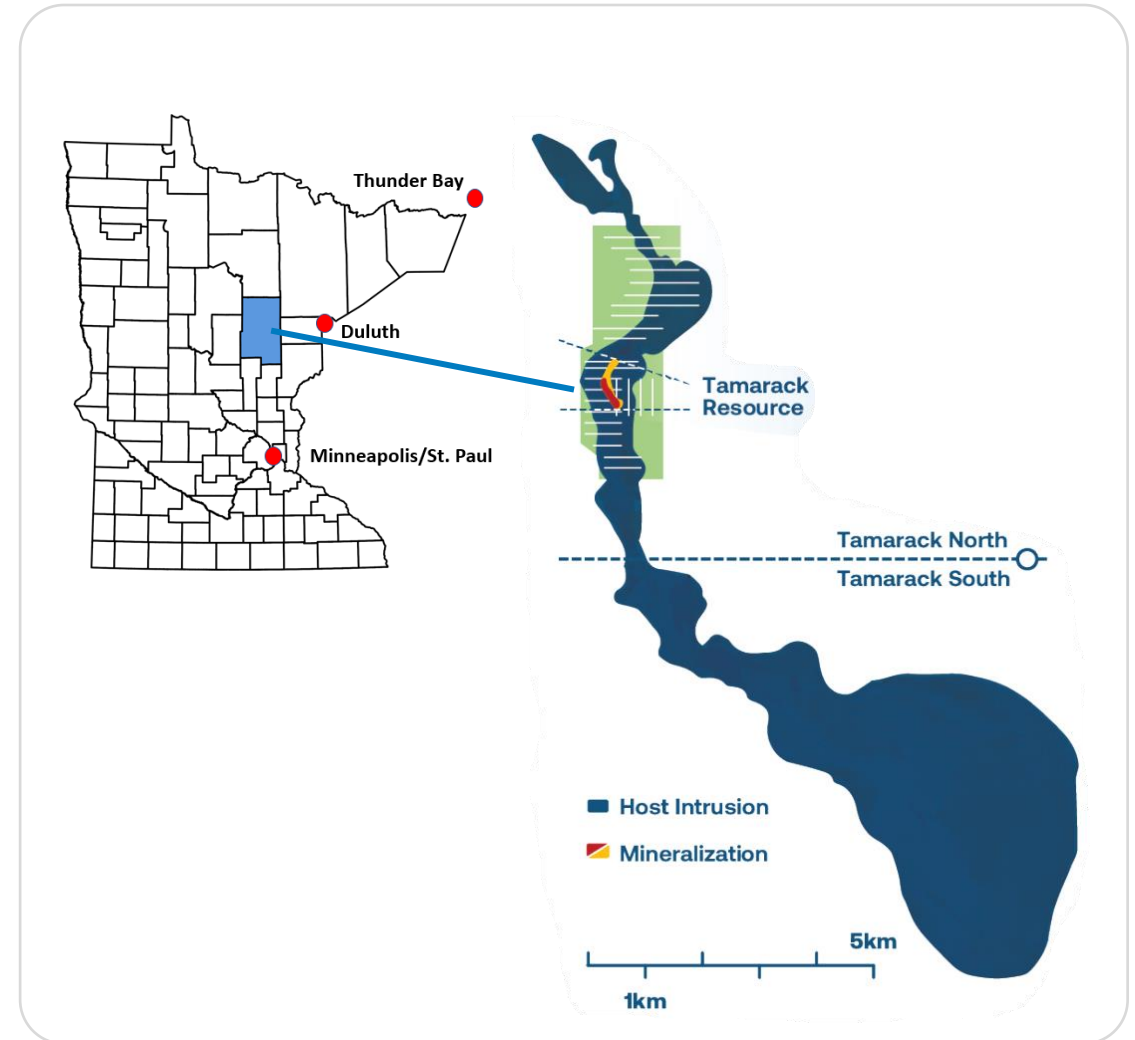 Thunder Bay
Duluth
Minneapolis/St. Paul
Tamarack
Resource
Tamarack North
Tamarack South
Host Intrusion
Mineralization
5km
1km